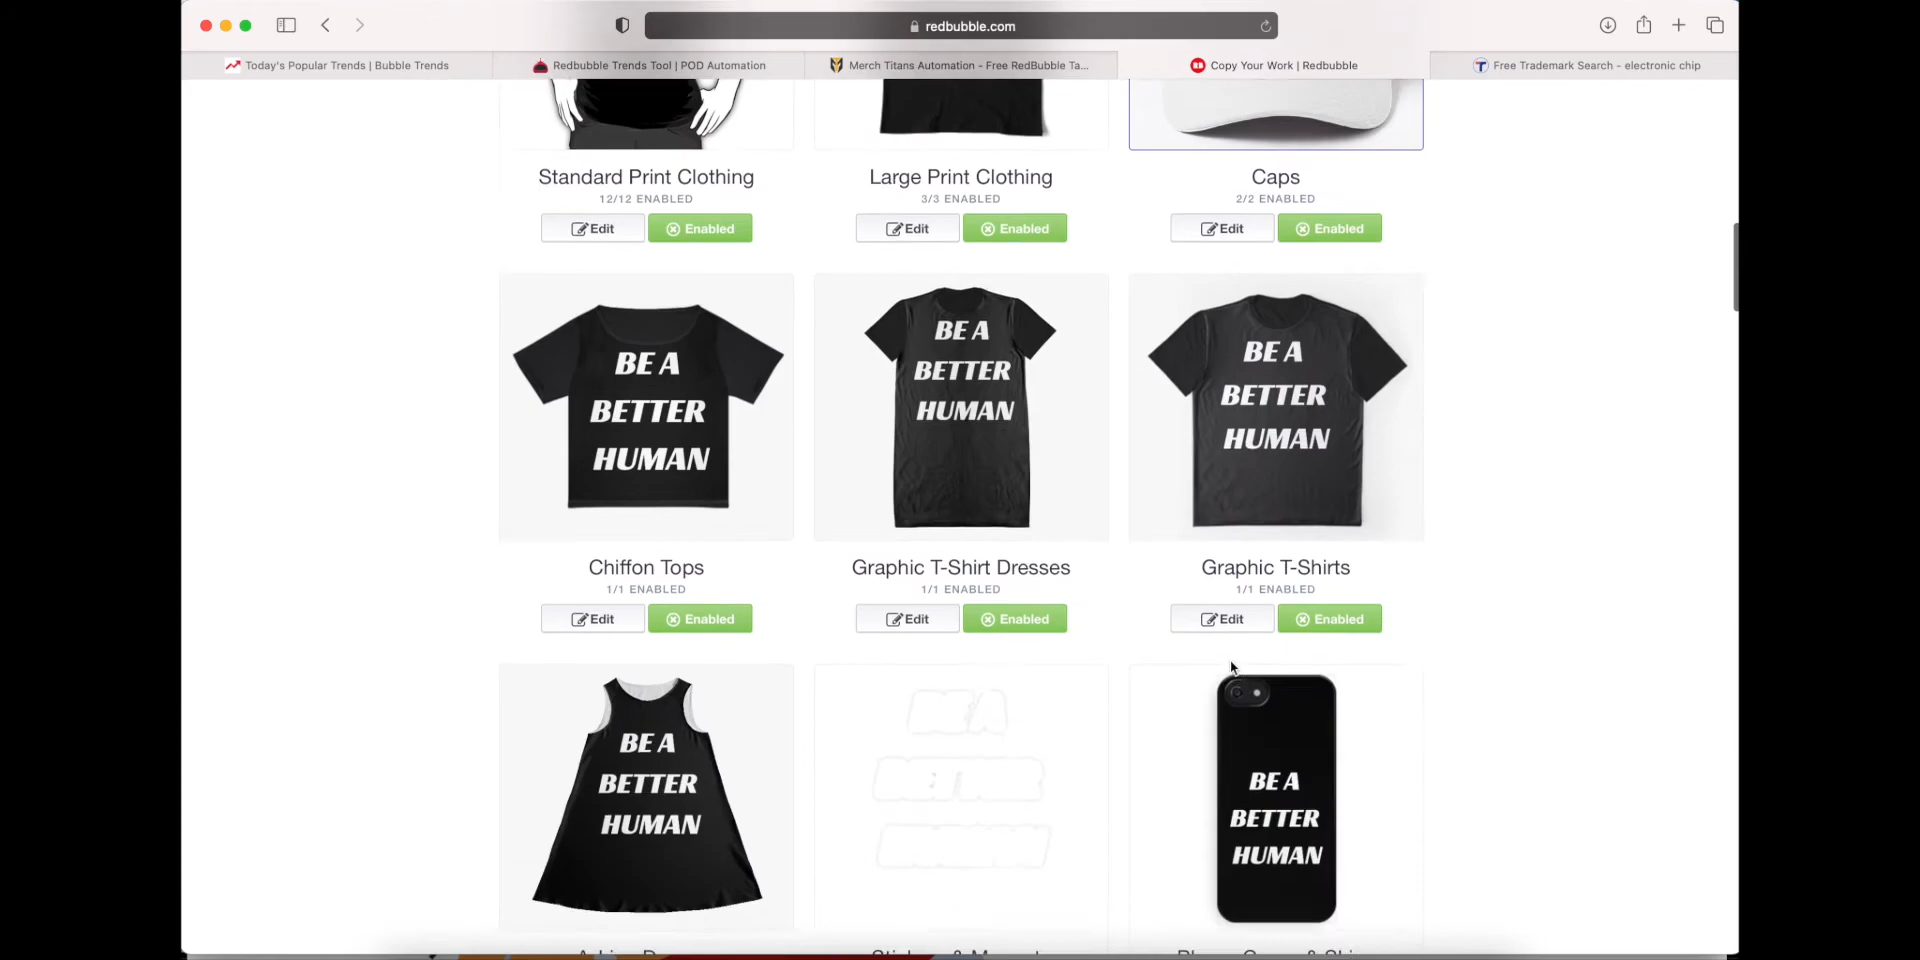 redbubble.com
Today's Popular Trends | Bubble Trends
Redbubble Trends Tool | POD Automation
Merch Titans Automation - Free RedBubble Ta...
Copy Your Work | Redbubble
Free Trademark Search - electronic chip
Standard Print Clothing
Large Print Clothing
Caps
12/12 ENABLED
3/3 ENABLED
2/2 ENABLED
Edit
Enabled
Edit
Enabled
Edit
Enabled
BE A
BETTER
HUMAN
BE A
BETTER
HUMAN
BE A
BETTER
HUMAN
Chiffon Tops
Graphic T-Shirt Dresses
Graphic T-Shirts
1/1 ENABLED
1/1 ENABLED
1/1 ENABLED
Edit
Enabled
Edit
Enabled
Edit
Enabled
BE A
BETTER
HUMAN
BE A
BETTER
HUMAN